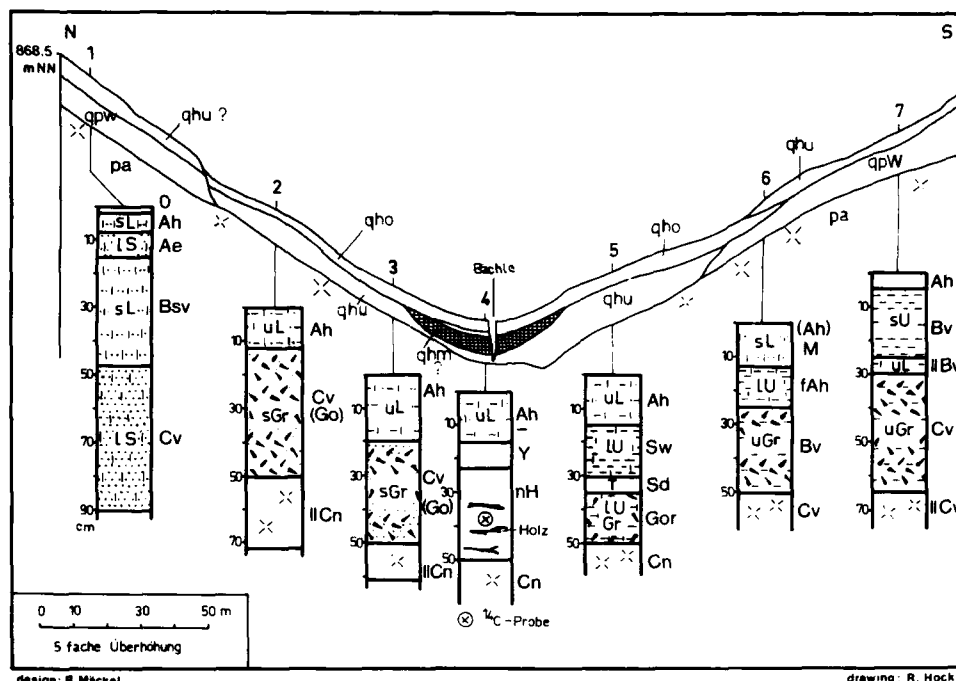 N
S
868.5
mNN
1
qpw
qhu ?
pa
2
qho
3
Bächle
4
qhu
qhm
5
qho
qhu
6
qhu
7
qpW
pa
O
sL Ah
10
lS Ae
30
sL Bsv
50
70
lS Cv
90
cm
uL Ah
10
sGr Cv
(Go)
30
50
IICn
70
uL Ah
10
sGr Cv
(Go)
30
50
IICn
uL Ah
10
Y
30
nH
Holz
50
Cn
⊗ ¹⁴C-Probe
uL Ah
10
lU Sw
30
T Sd
lU
Gr Gor
50
Cn
sL (Ah)
M
10
lU fAh
30
uGr Bv
50
Cv
Ah
10
sU Bv
uL IIBv
30
uGr Cv
50
70
IICv
0 10 30 50 m
5 fache Überhöhung
design: R. Mäckel
drawing: R. Hock